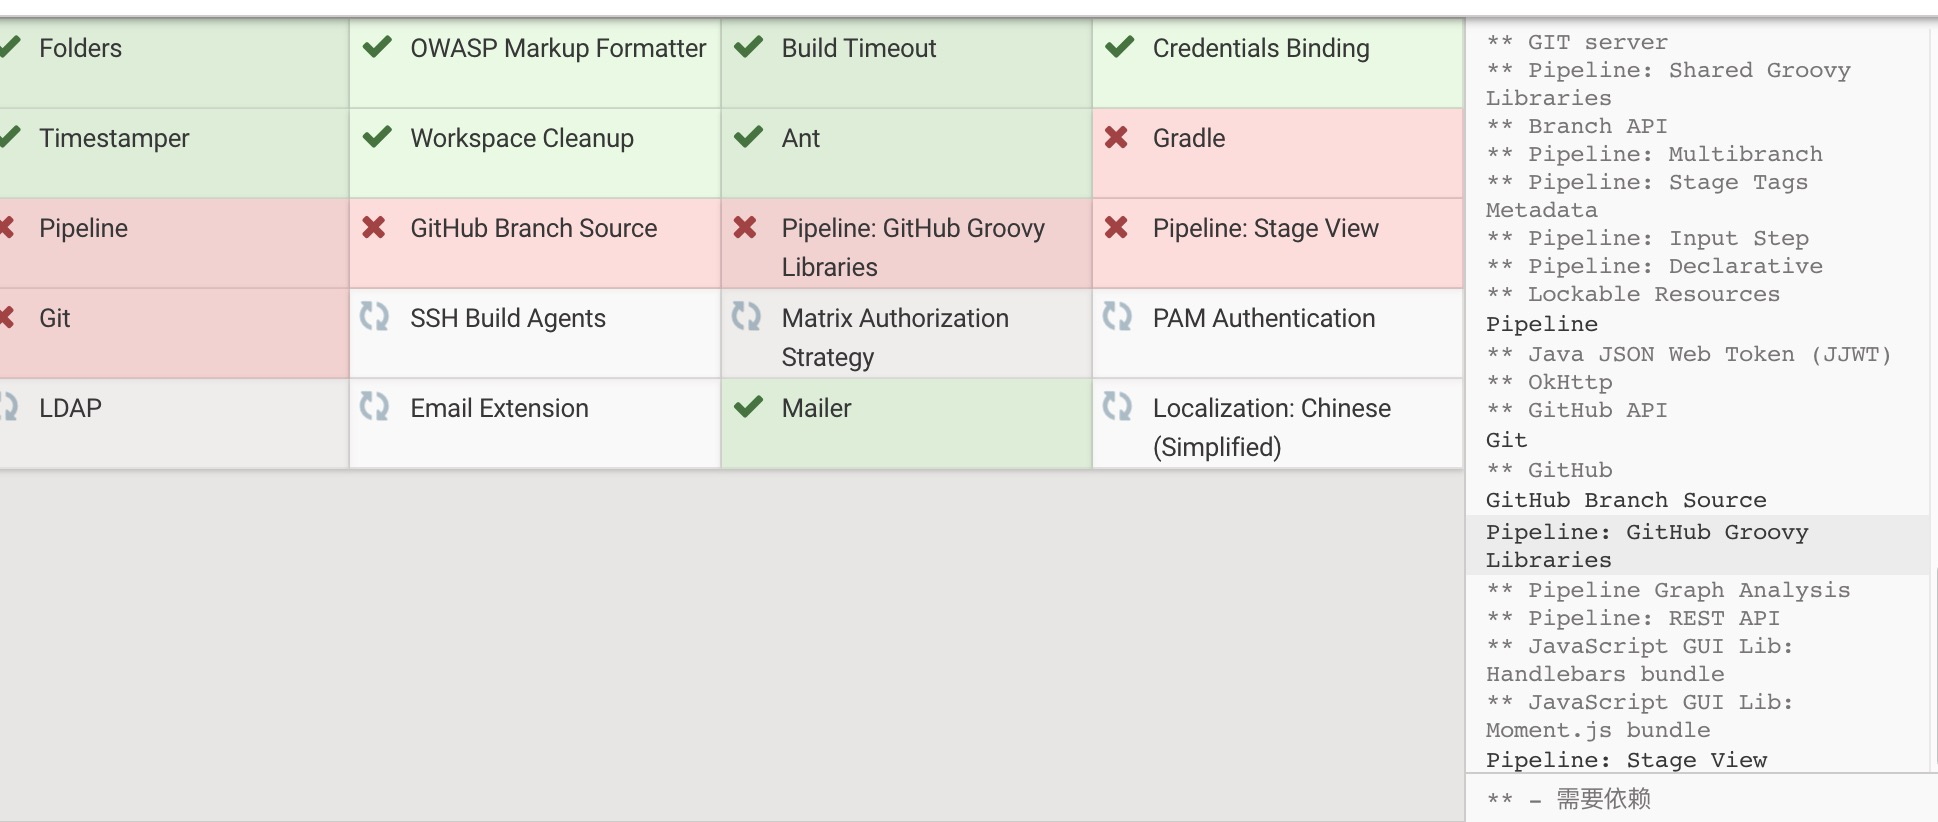 Folders
OWASP Markup Formatter
Build Timeout
Credentials Binding
Timestamper
Workspace Cleanup
Ant
Gradle
Pipeline
GitHub Branch Source
Pipeline: GitHub Groovy
Libraries
Pipeline: Stage View
Git
SSH Build Agents
Matrix Authorization
Strategy
PAM Authentication
LDAP
Email Extension
Mailer
Localization: Chinese
(Simplified)
** GIT server
** Pipeline: Shared Groovy
Libraries
** Branch API
** Pipeline: Multibranch
** Pipeline: Stage Tags
Metadata
** Pipeline: Input Step
** Pipeline: Declarative
** Lockable Resources
Pipeline
** Java JSON Web Token (JJWT)
** OkHttp
** GitHub API
Git
** GitHub
GitHub Branch Source
Pipeline: GitHub Groovy
Libraries
** Pipeline Graph Analysis
** Pipeline: REST API
** JavaScript GUI Lib:
Handlebars bundle
** JavaScript GUI Lib:
Moment.js bundle
Pipeline: Stage View
** - 需要依赖